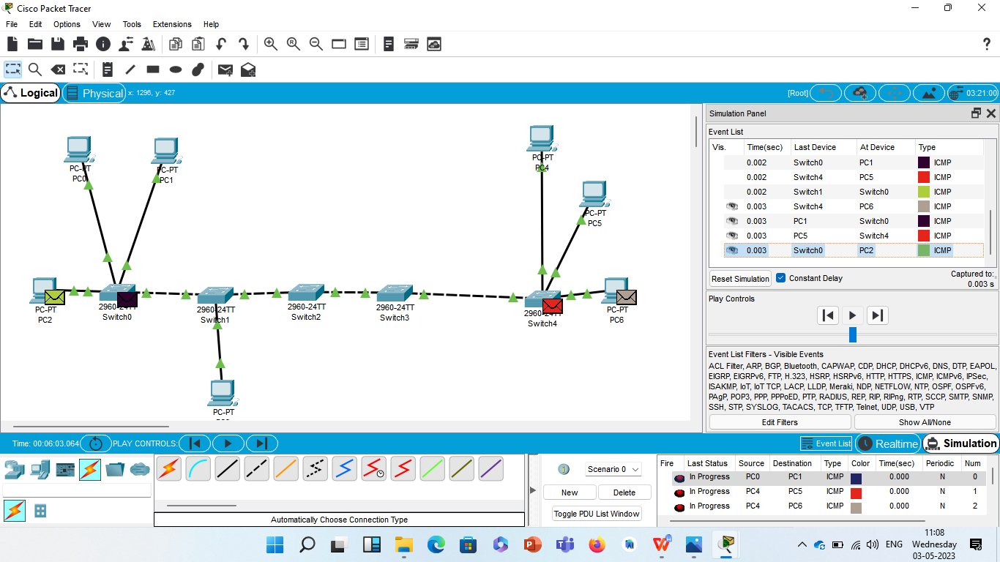 Cisco Packet Tracer
File Edit Options View Tools Extensions Help
Logical Physical x: 1296, y: 427 [Root] 03:21:00
PC-PT
PC0
PC-PT
PC1
PC-PT
PC4
PC-PT
PC5
PC-PT
PC2
2960-24TT
Switch0
2960-24TT
Switch1
2960-24TT
Switch2
2960-24TT
Switch3
2960-24TT
Switch4
PC-PT
PC6
PC-PT
Simulation Panel
Event List
Vis. Time(sec) Last Device At Device Type
0.002 Switch0 PC1 ICMP
0.002 Switch4 PC5 ICMP
0.002 Switch1 Switch0 ICMP
0.003 Switch4 PC6 ICMP
0.003 PC1 Switch0 ICMP
0.003 PC5 Switch4 ICMP
0.003 Switch0 PC2 ICMP
Reset Simulation Constant Delay Captured to:
0.003 s
Play Controls
Event List Filters - Visible Events
ACL Filter, ARP, BGP, Bluetooth, CAPWAP, CDP, DHCP, DHCPv6, DNS, DTP, EAPOL,
EIGRP, EIGRPv6, FTP, H.323, HSRP, HSRPv6, HTTP, HTTPS, ICMP, ICMPv6, IPSec,
ISAKMP, IoT, IoT TCP, LACP, LLDP, Meraki, NDP, NETFLOW, NTP, OSPF, OSPFv6,
PAgP, POP3, PPP, PPPoED, PTP, RADIUS, REP, RIP, RIPng, RTP, SCCP, SMTP, SNMP,
SSH, STP, SYSLOG, TACACS, TCP, TFTP, Telnet, UDP, USB, VTP
Edit Filters Show All/None
Time: 00:06:03.064 PLAY CONTROLS: Event List Realtime Simulation
Automatically Choose Connection Type
Scenario 0
New Delete
Toggle PDU List Window
Fire Last Status Source Destination Type Color Time(sec) Periodic Num
In Progress PC0 PC1 ICMP 0.000 N 0
In Progress PC4 PC5 ICMP 0.000 N 1
In Progress PC4 PC6 ICMP 0.000 N 2
ENG
11:08
Wednesday
03-05-2023